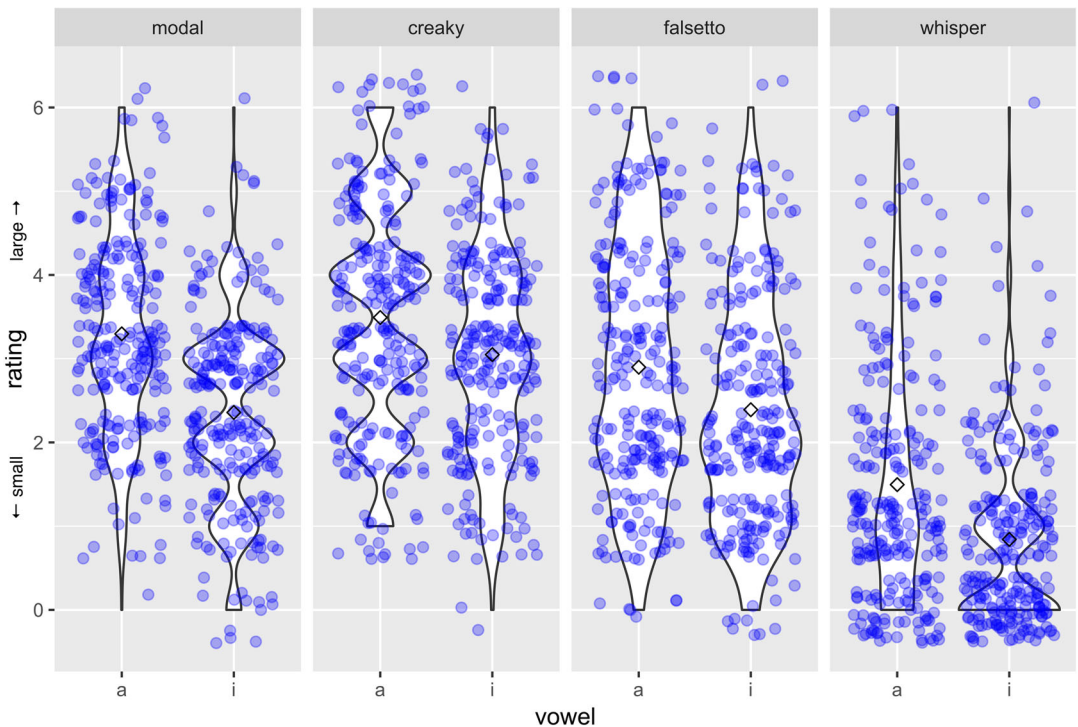 modal creaky falsetto whisper
6
large →
4
rating
2
← small
0
a i a i a i a i
vowel